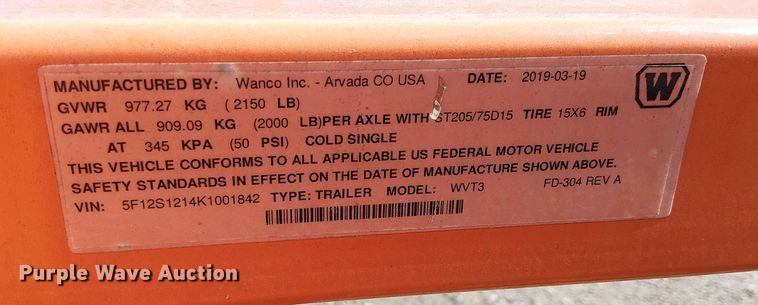 MANUFACTURED BY: Wanco Inc. - Arvada CO USA DATE: 2019-03-19
W
GVWR 977.27 KG (2150 LB)
GAWR ALL 909.09 KG (2000 LB)PER AXLE WITH ST205/75D15 TIRE 15X6 RIM
AT 345 KPA (50 PSI) COLD SINGLE
THIS VEHICLE CONFORMS TO ALL APPLICABLE US FEDERAL MOTOR VEHICLE
SAFETY STANDARDS IN EFFECT ON THE DATE OF MANUFACTURE SHOWN ABOVE.
VIN: 5F12S1214K1001842 TYPE: TRAILER MODEL: WVT3 FD-304 REV A
Purple Wave Auction